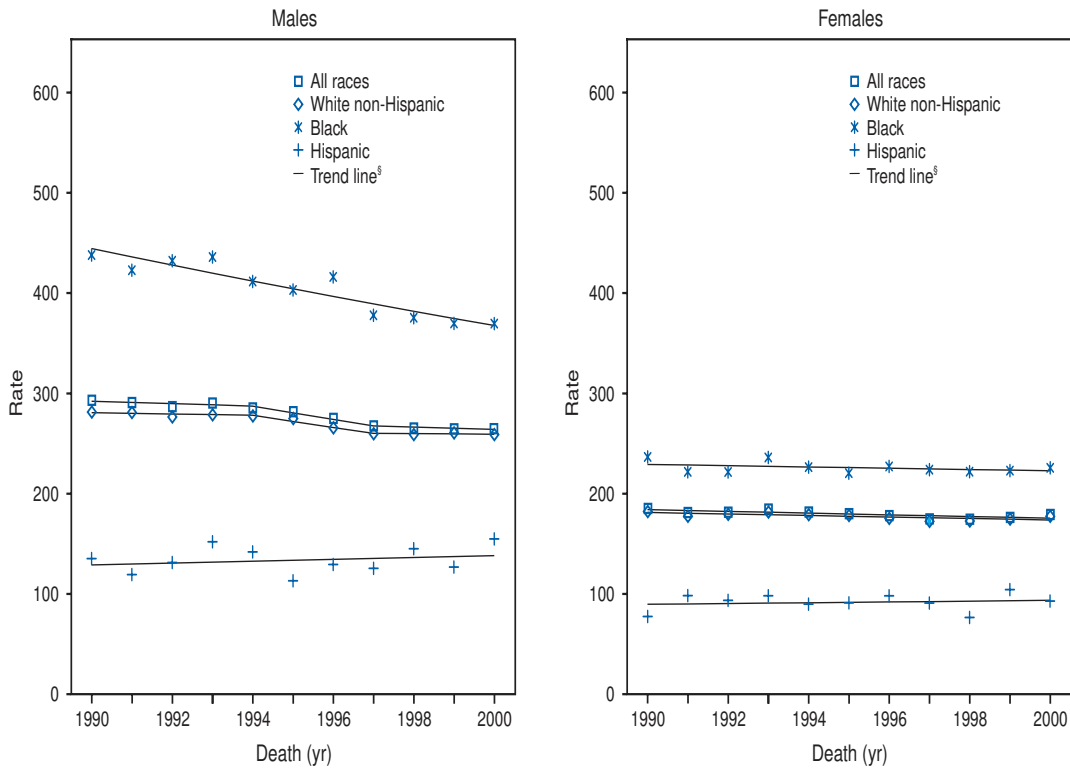 Males
All races
White non-Hispanic
Black
Hispanic
Trend line§
600
500
400
300
200
100
0
Rate
1990 1992 1994 1996 1998 2000
Death (yr)
Females
All races
White non-Hispanic
Black
Hispanic
Trend line§
600
500
400
300
200
100
0
Rate
1990 1992 1994 1996 1998 2000
Death (yr)